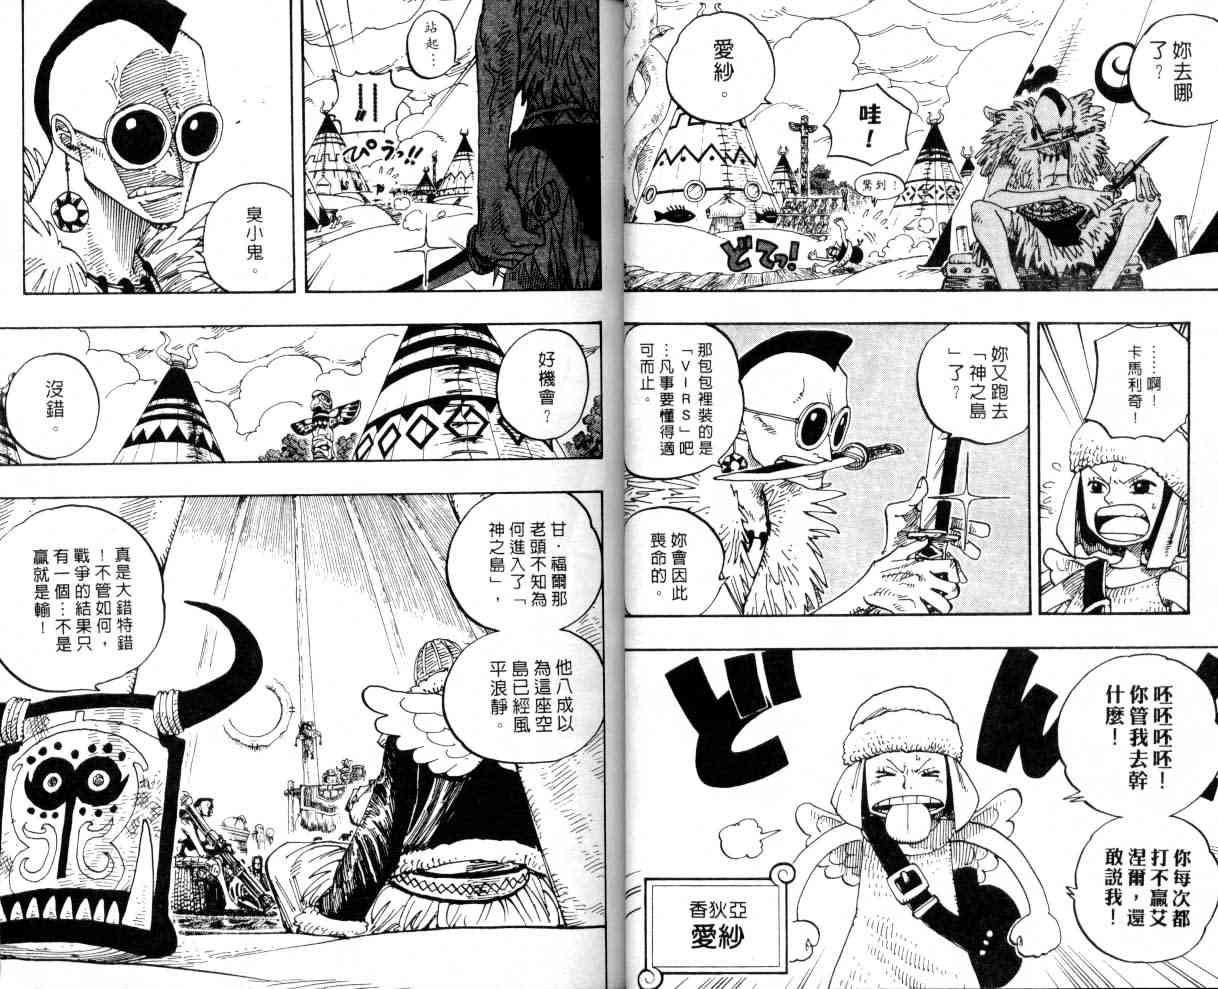 妳去哪
了？
哇！
驚到！
愛紗。
どてっ！
……啊！
卡馬利奇！
妳又跑去
「神之島
」了？
那包包裡裝的是
「VIRS」吧
…凡事要懂得適
可而止。
妳會因此
喪命的。
呸呸呸呸！
你管我去幹
什麼！
你每次都
打不贏艾
涅爾，還
敢說我！
どん
香狄亞
愛紗
站起…
!!
ぴゅうっ!!
臭小鬼。
好機會？
沒錯。
甘．福爾那
老頭不知為
何進入了「
神之島」，
他八成以
為這座空
島已經風
平浪靜。
真是大錯特錯
！不管如何，
戰爭的結果只
有一個…不是
贏就是輸！